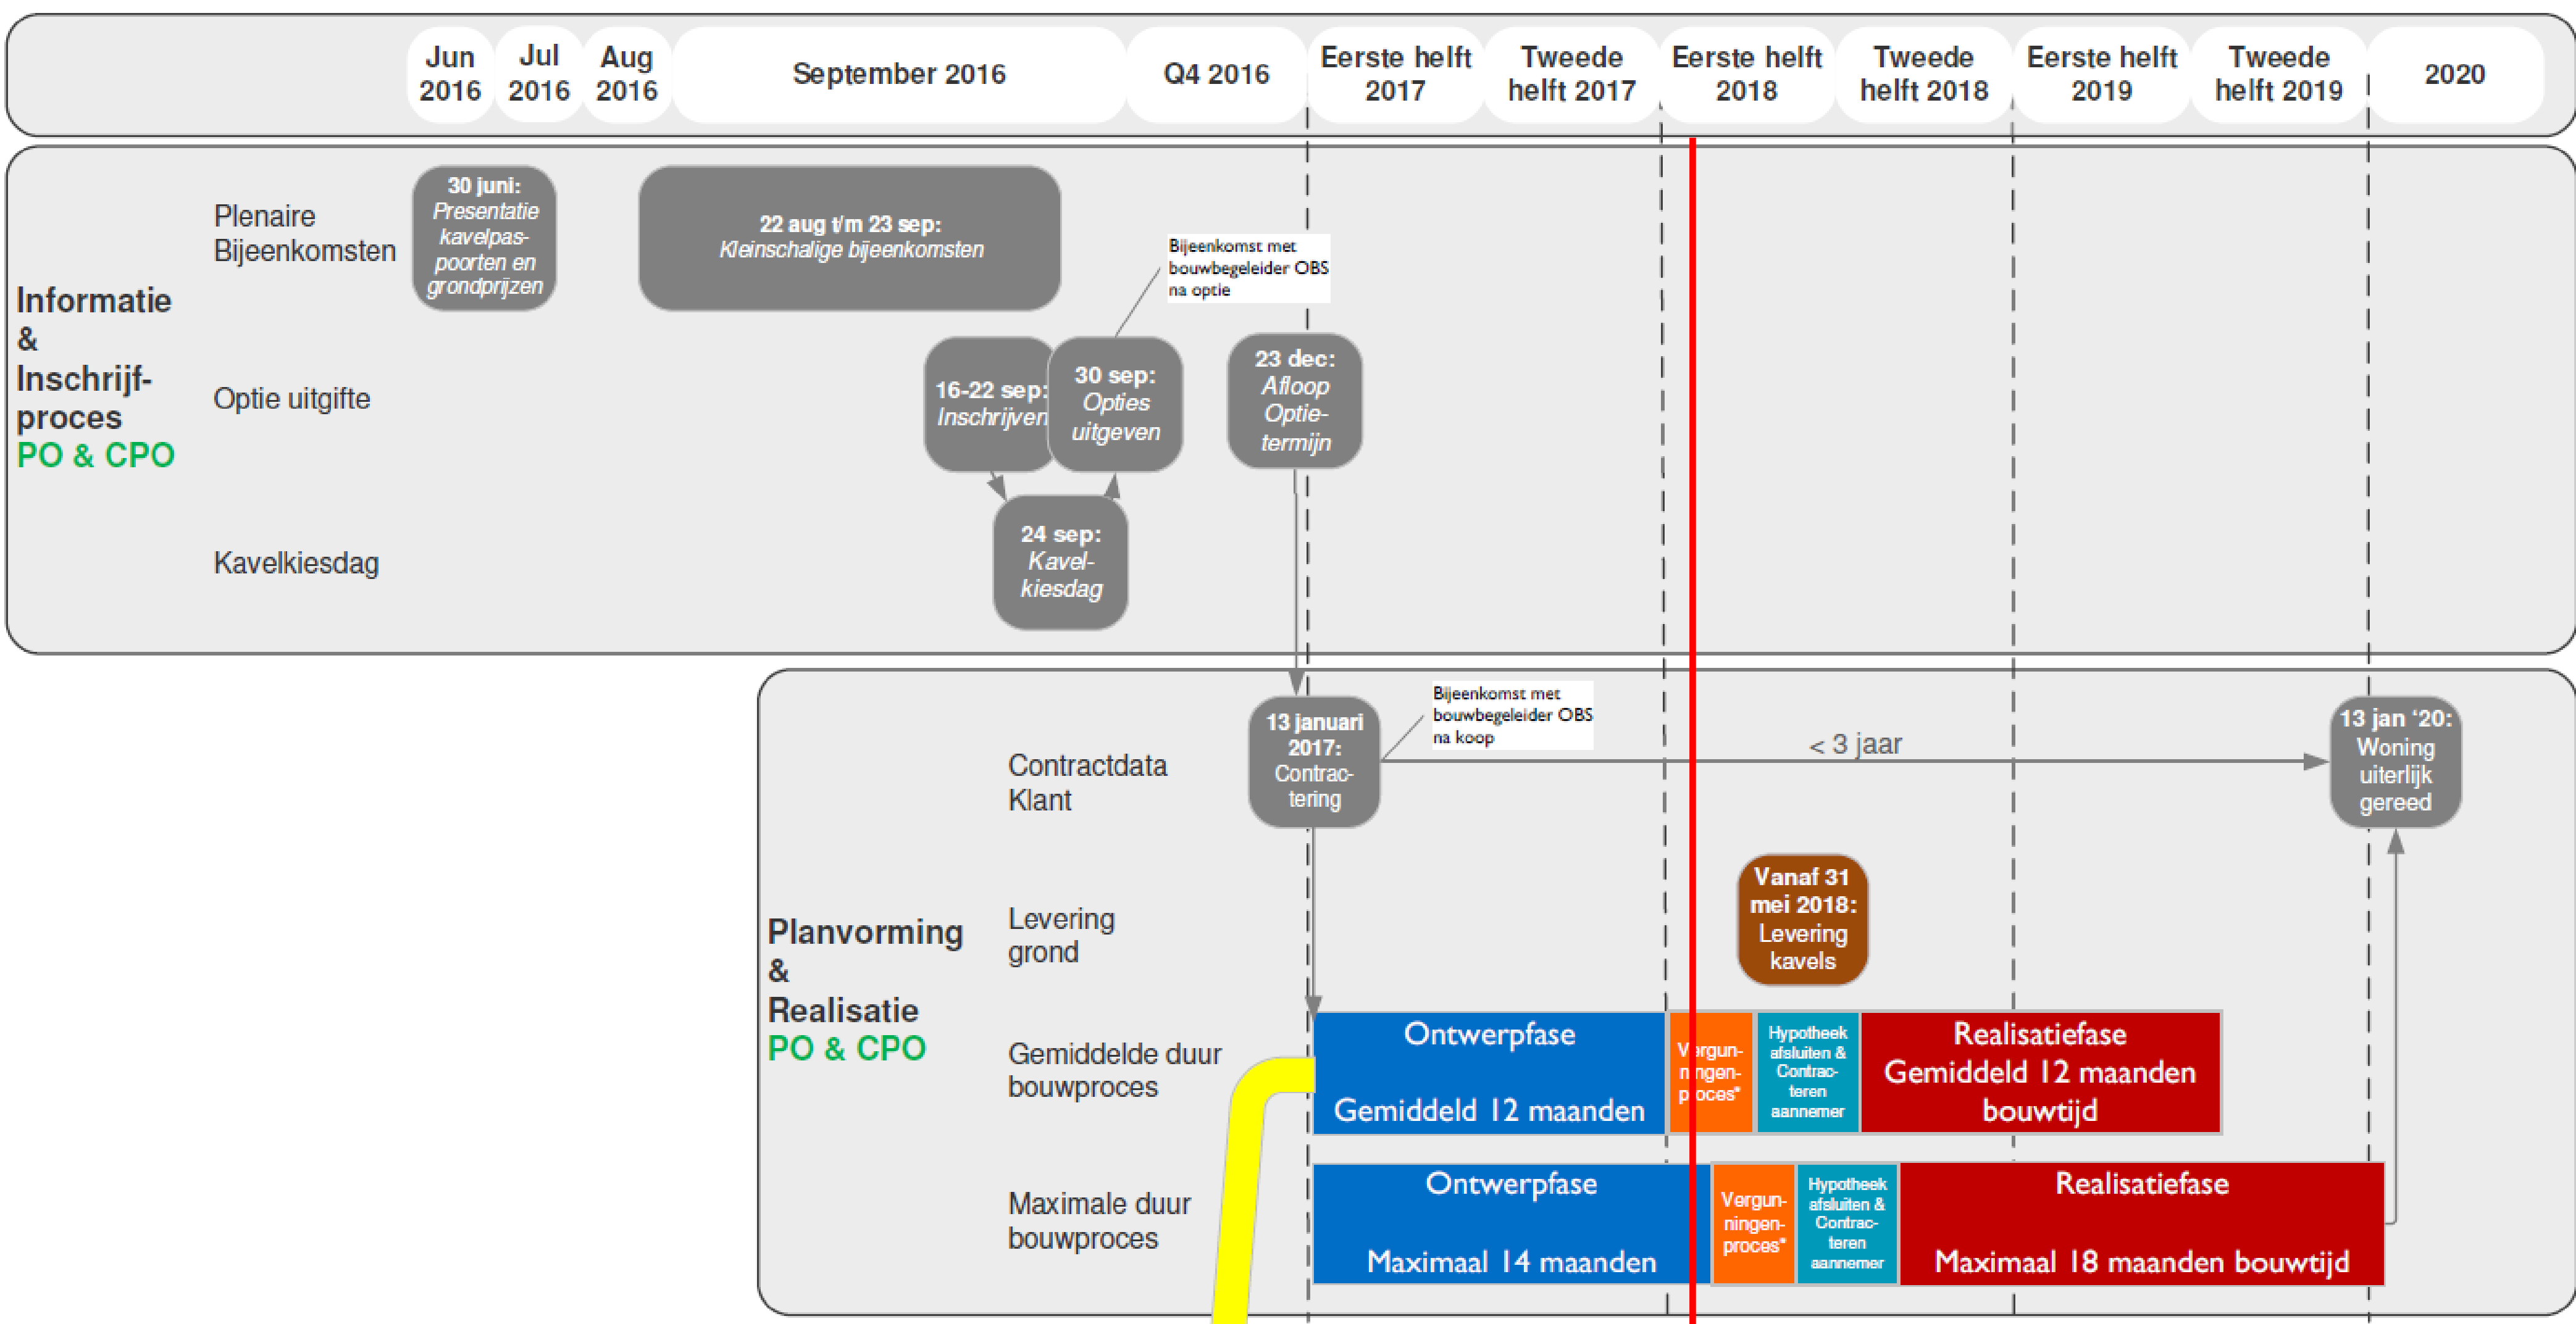 Jun
2016
Jul
2016
Aug
2016
September 2016
Q4 2016
Eerste helft
2017
Tweede
helft 2017
Eerste helft
2018
Tweede
helft 2018
Eerste helft
2019
Tweede
helft 2019
2020
Informatie
&
Inschrijf-
proces
PO & CPO
Plenaire
Bijeenkomsten
30 juni:
Presentatie
kavelpas-
poorten en
grondprijzen
22 aug t/m 23 sep:
Kleinschalige bijeenkomsten
Bijeenkomst met
bouwbegeleider OBS
na optie
Optie uitgifte
16-22 sep:
Inschrijven
30 sep:
Opties
uitgeven
23 dec:
Afloop
Optie-
termijn
Kavelkiesdag
24 sep:
Kavel-
kiesdag
Planvorming
&
Realisatie
PO & CPO
Contractdata
Klant
13 januari
2017:
Contrac-
tering
Bijeenkomst met
bouwbegeleider OBS
na koop
< 3 jaar
13 jan ‘20:
Woning
uiterlijk
gereed
Levering
grond
Vanaf 31
mei 2018:
Levering
kavels
Gemiddelde duur
bouwproces
Ontwerpfase
Gemiddeld 12 maanden
Vergun-
ningen-
proces*
Hypotheek
afsluiten &
Contrac-
teren
aannemer
Realisatiefase
Gemiddeld 12 maanden
bouwtijd
Maximale duur
bouwproces
Ontwerpfase
Maximaal 14 maanden
Vergun-
ningen-
proces*
Hypotheek
afsluiten &
Contrac-
teren
aannemer
Realisatiefase
Maximaal 18 maanden bouwtijd